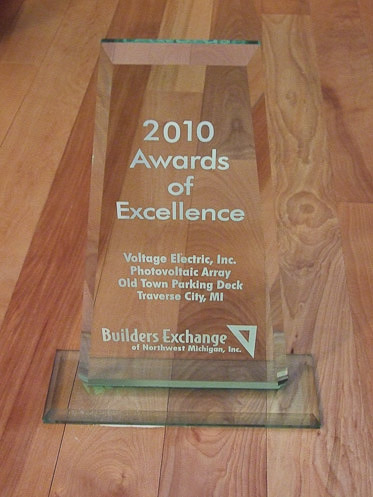 2010
Awards
of
Excellence
Voltage Electric, Inc.
Photovoltaic Array
Old Town Parking Deck
Traverse City, MI
Builders Exchange
of Northwest Michigan, Inc.